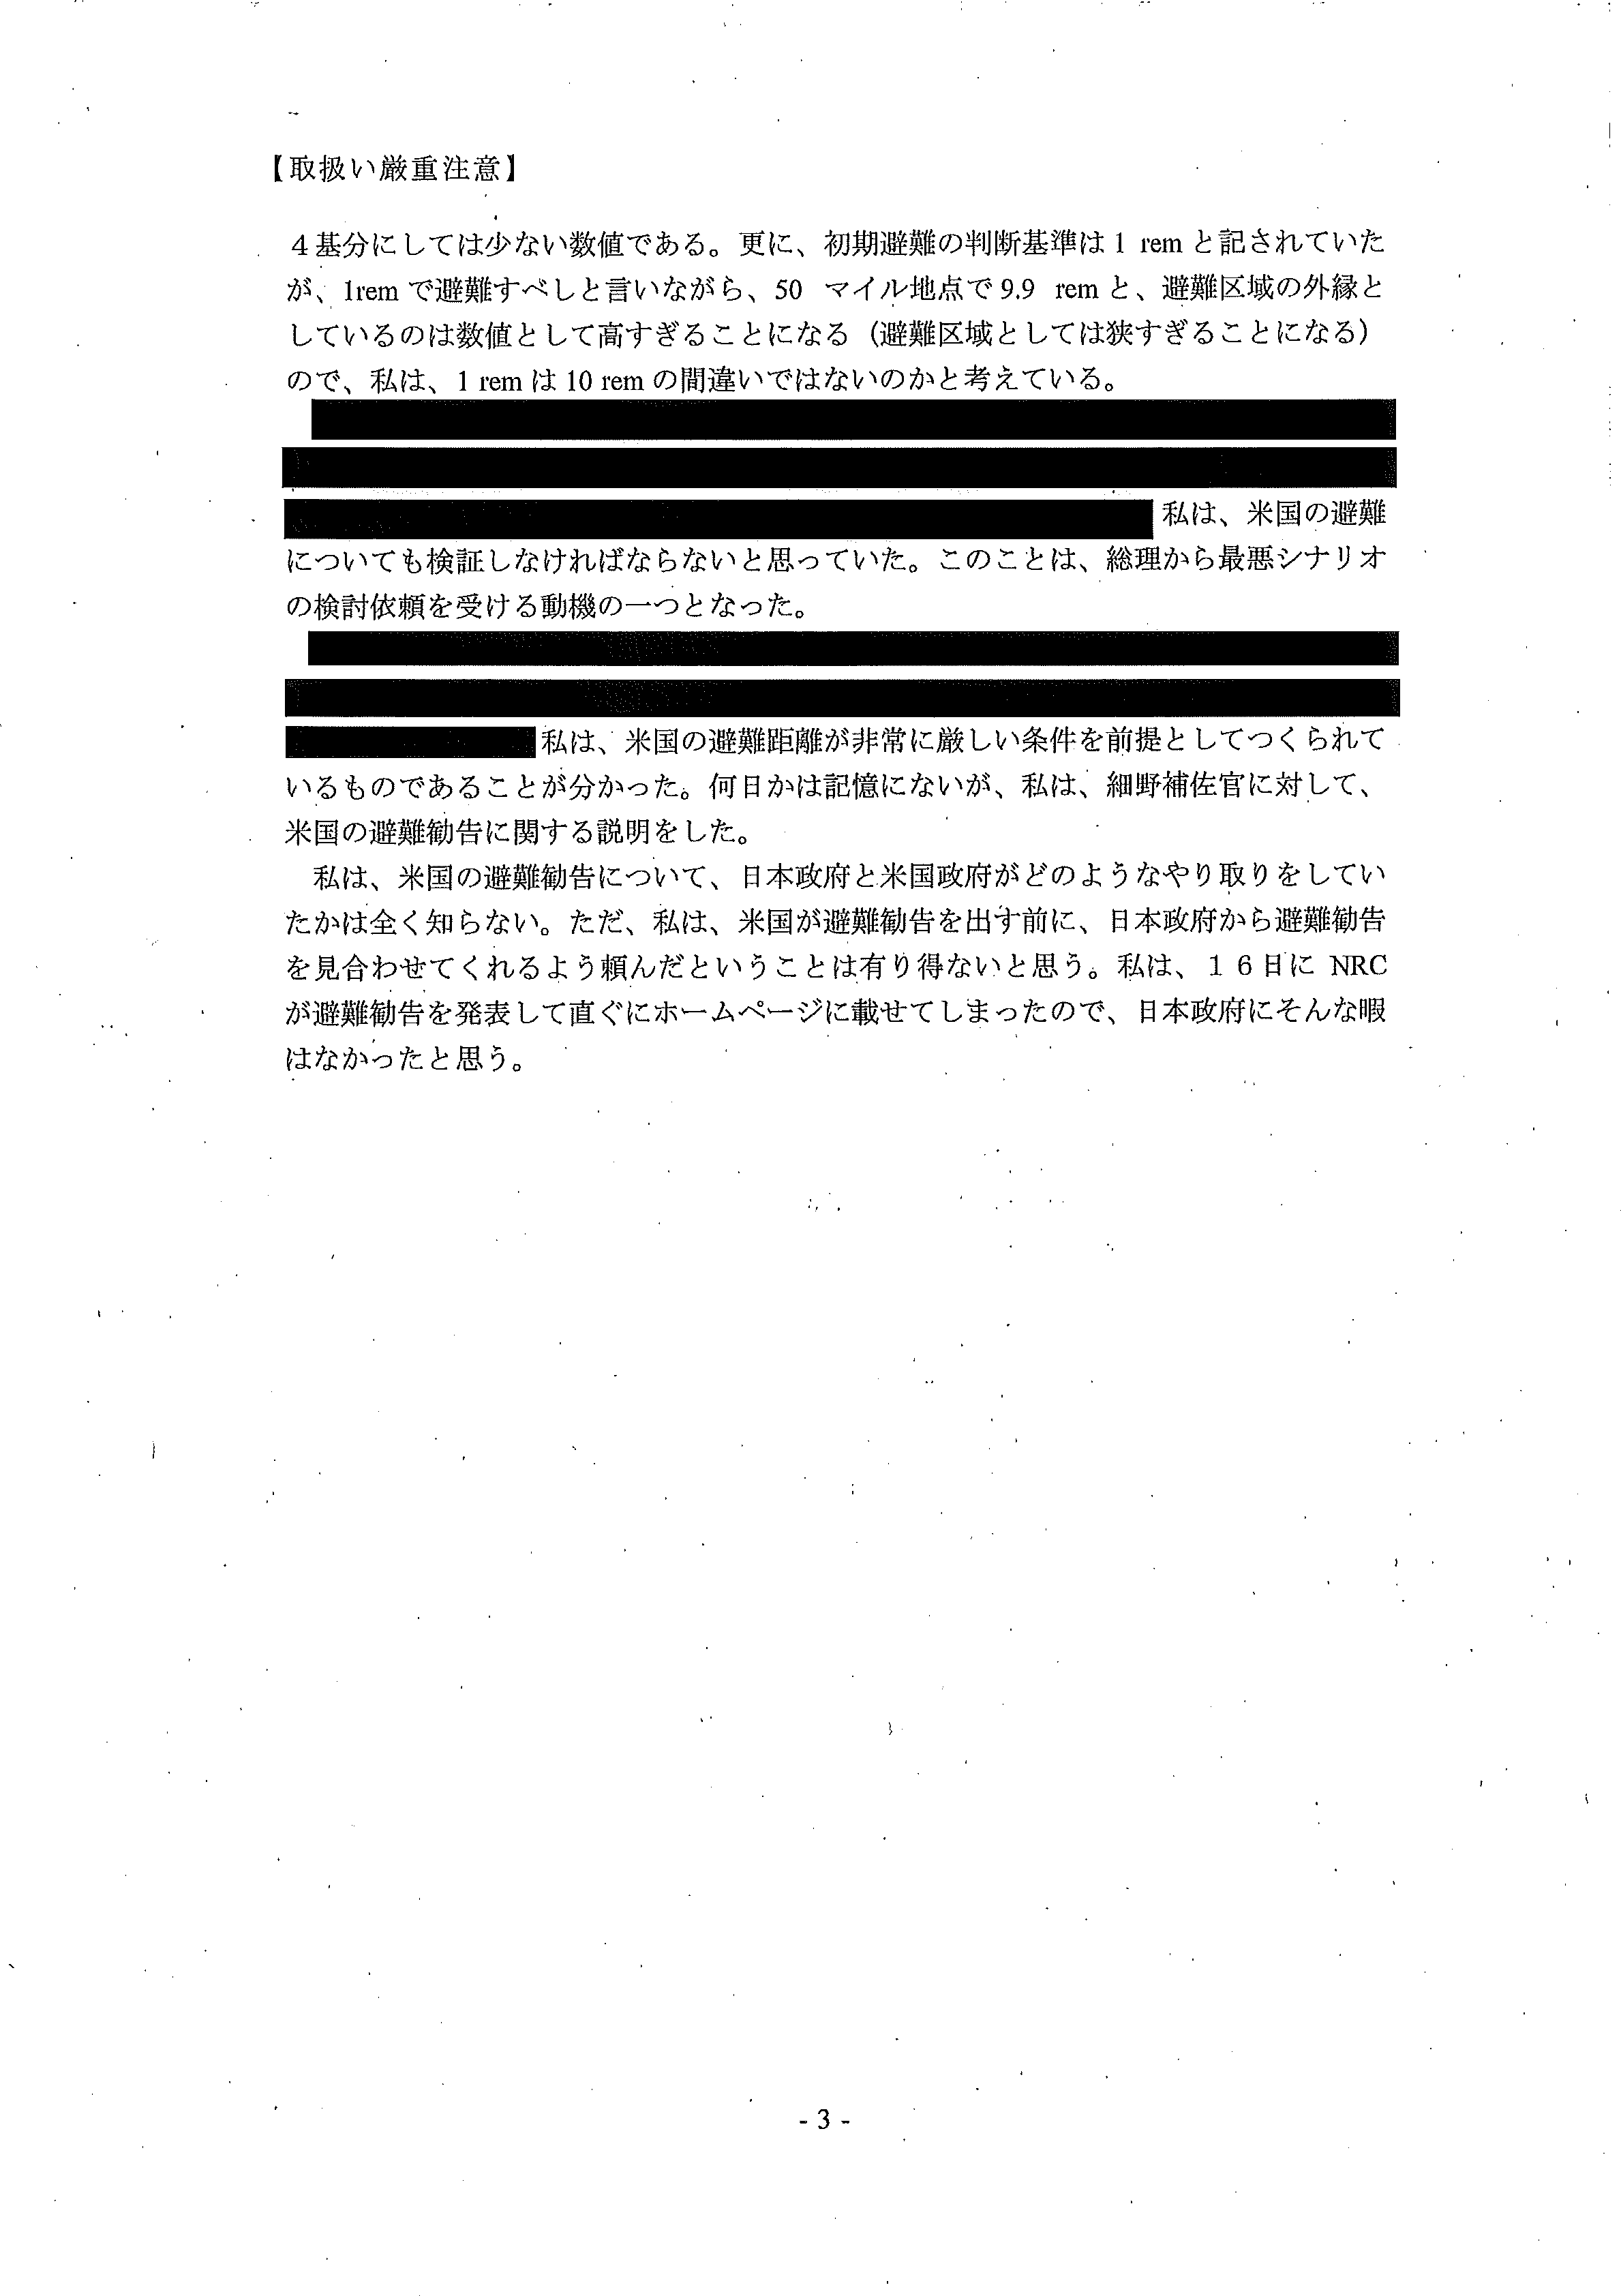 【取扱い厳重注意】
４基分にしては少ない数値である。更に、初期避難の判断基準は 1 rem と記されていた
が、1rem で避難すべしと言いながら、50 マイル地点で 9.9 rem と、避難区域の外縁と
しているのは数値として高すぎることになる（避難区域としては狭すぎることになる）
ので、私は、1 rem は 10 rem の間違いではないのかと考えている。
私は、米国の避難
についても検証しなければならないと思っていた。このことは、総理から最悪シナリオ
の検討依頼を受ける動機の一つとなった。
私は、米国の避難距離が非常に厳しい条件を前提としてつくられて
いるものであることが分かった。何日かは記憶にないが、私は、細野補佐官に対して、
米国の避難勧告に関する説明をした。
私は、米国の避難勧告について、日本政府と米国政府がどのようなやり取りをしてい
たかは全く知らない。ただ、私は、米国が避難勧告を出す前に、日本政府から避難勧告
を見合わせてくれるよう頼んだということは有り得ないと思う。私は、１６日に NRC
が避難勧告を発表して直ぐにホームページに載せてしまったので、日本政府にそんな暇
はなかったと思う。
- 3 -